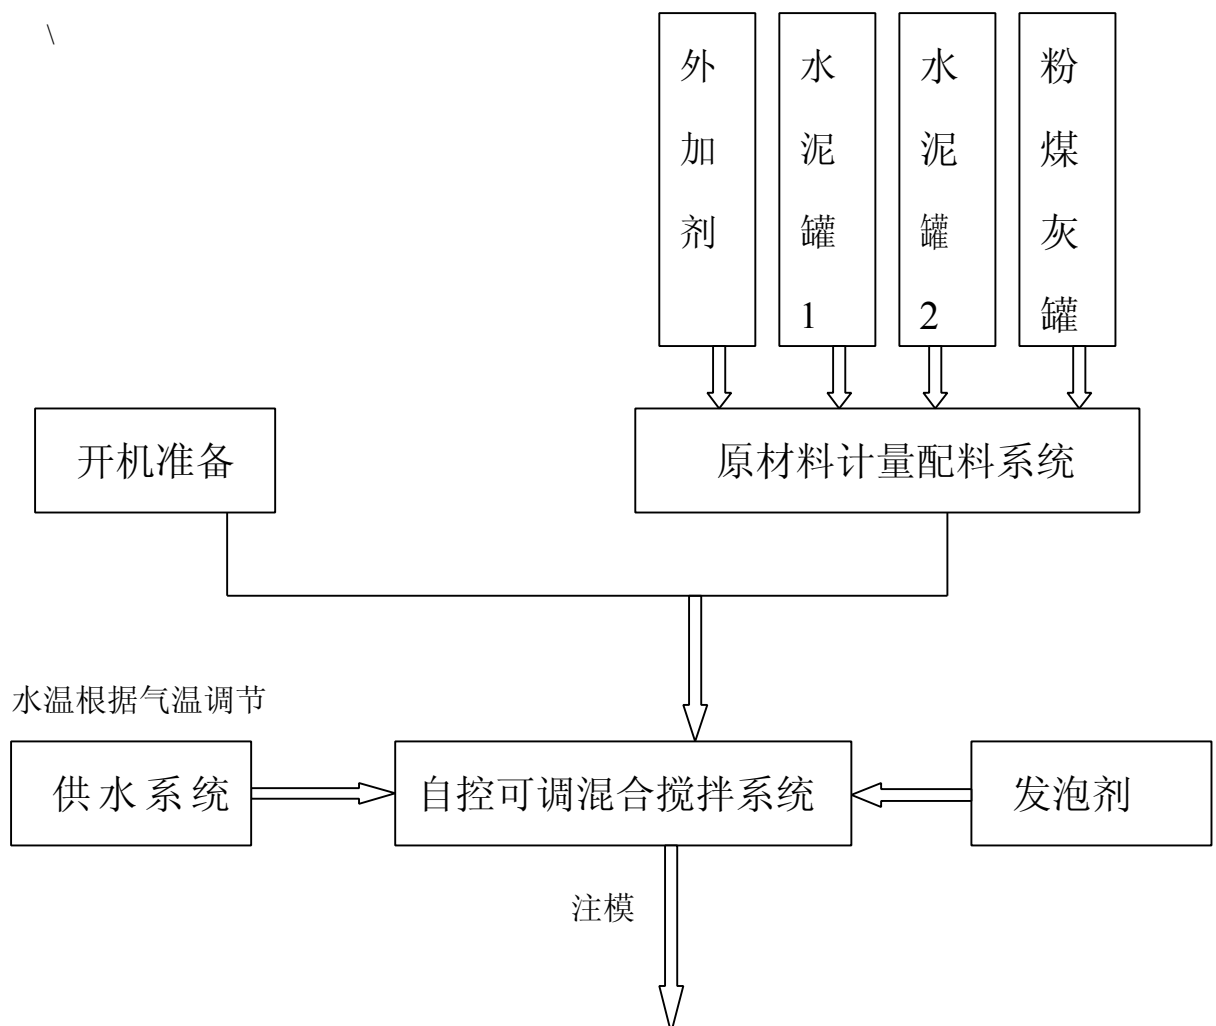 \
外加剂
水泥罐1
水泥罐2
粉煤灰罐
开机准备
原材料计量配料系统
水温根据气温调节
供水系统
自控可调混合搅拌系统
发泡剂
注模